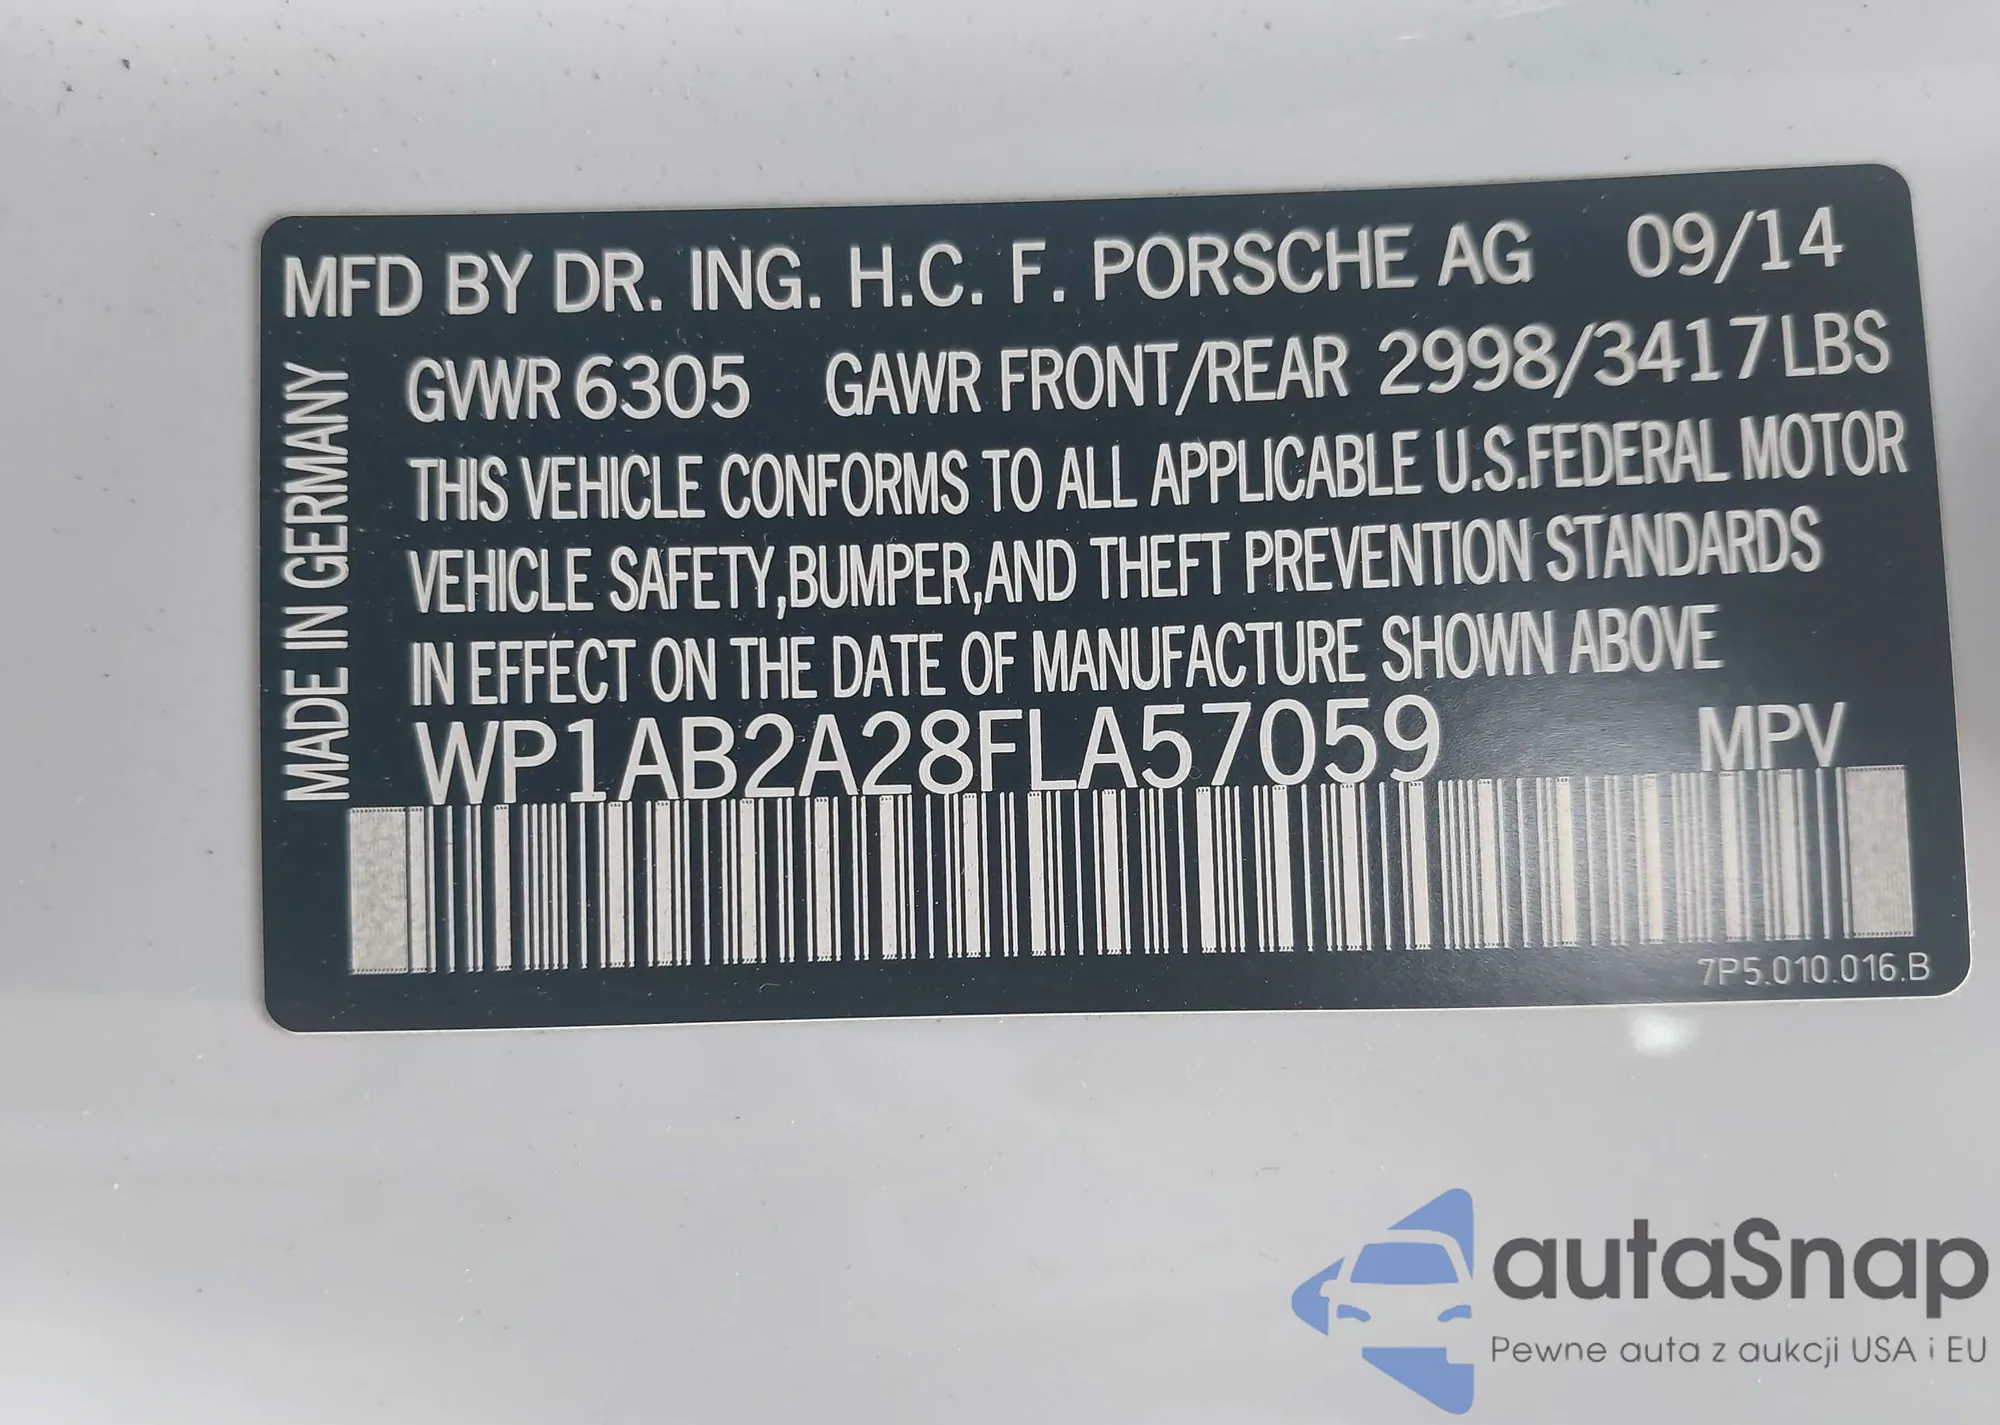 MFD BY DR. ING. H.C. F. PORSCHE AG 09/14
GVWR 6305 GAWR FRONT/REAR 2998/3417LBS
THIS VEHICLE CONFORMS TO ALL APPLICABLE U.S.FEDERAL MOTOR
VEHICLE SAFETY,BUMPER,AND THEFT PREVENTION STANDARDS
IN EFFECT ON THE DATE OF MANUFACTURE SHOWN ABOVE
WP1AB2A28FLA57059 MPV
MADE IN GERMANY
7P5.010.016.B
autaSnap
Pewne auta z aukcji USA i EU